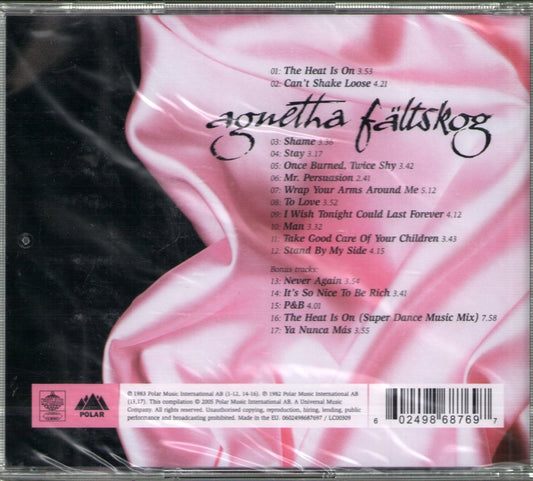 01: The Heat Is On 3.53
02: Can't Shake Loose 4.21
agnetha fältskog
03: Shame 3.36
04: Stay 3.17
05: Once Burned, Twice Shy 3.42
06: Mr. Persuasion 2.41
07: Wrap Your Arms Around Me 5.12
08: To Love 3.52
09: I Wish Tonight Could Last Forever 4.12
10: Man 3.32
11: Take Good Care Of Your Children 3.43
12: Stand By My Side 4.15
Bonus tracks:
13: Never Again 3.54
14: It's So Nice To Be Rich 3.41
15: P&B 4.01
16: The Heat Is On (Super Dance Music Mix) 7.58
17: Ya Nunca Más 3.55
POLAR
℗ 1983 Polar Music International AB (1-12, 14-16). ℗ 1982 Polar Music International AB
(13,17). This compilation © 2005 Polar Music International AB. A Universal Music
Company. All rights reserved. Unauthorised copying, reproduction, hiring, lending, public
performance and broadcasting prohibited. Made in the EU. 0602498687697 / LC00309
6 02498 68769 7